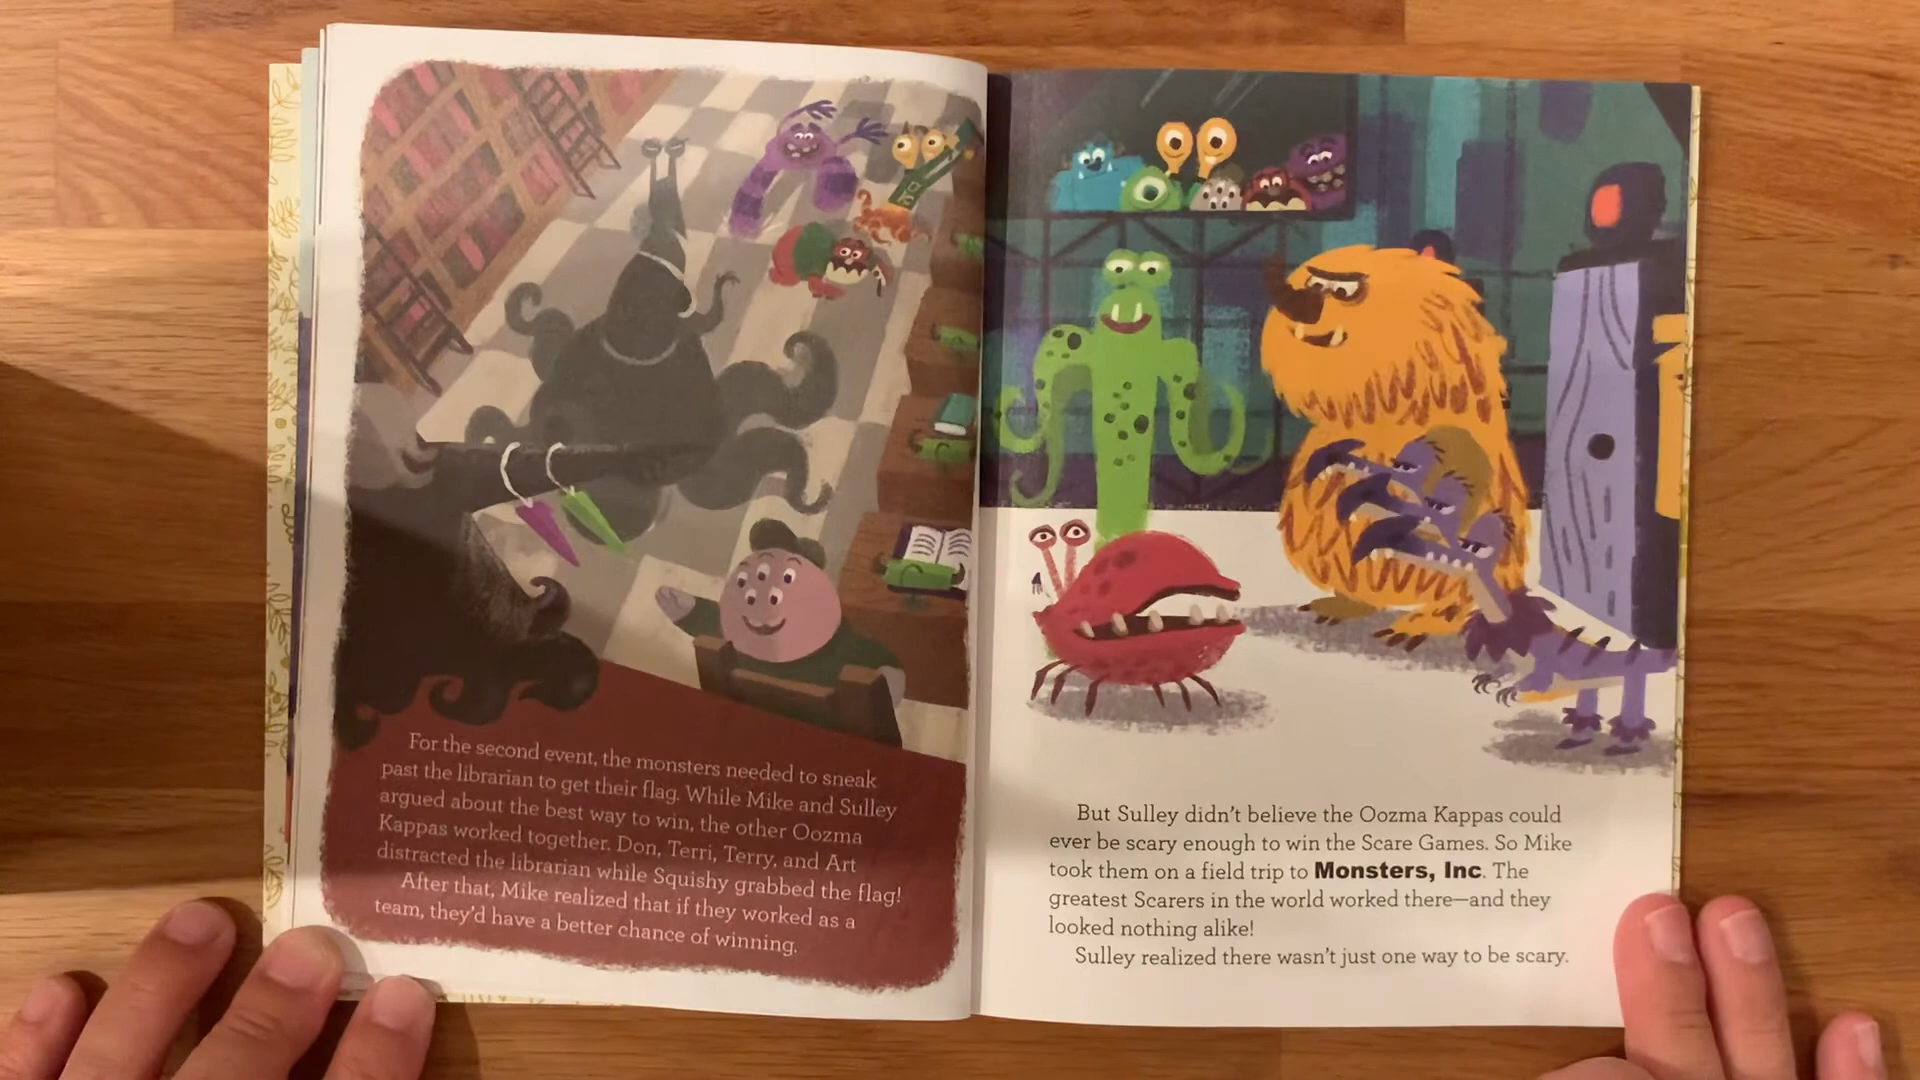 For the second event, the monsters needed to sneak
past the librarian to get their flag. While Mike and Sulley
argued about the best way to win, the other Oozma
Kappas worked together. Don, Terri, Terry, and Art
distracted the librarian while Squishy grabbed the flag!
After that, Mike realized that if they worked as a
team, they'd have a better chance of winning.
But Sulley didn't believe the Oozma Kappas could
ever be scary enough to win the Scare Games. So Mike
took them on a field trip to Monsters, Inc. The
greatest Scarers in the world worked there—and they
looked nothing alike!
Sulley realized there wasn't just one way to be scary.